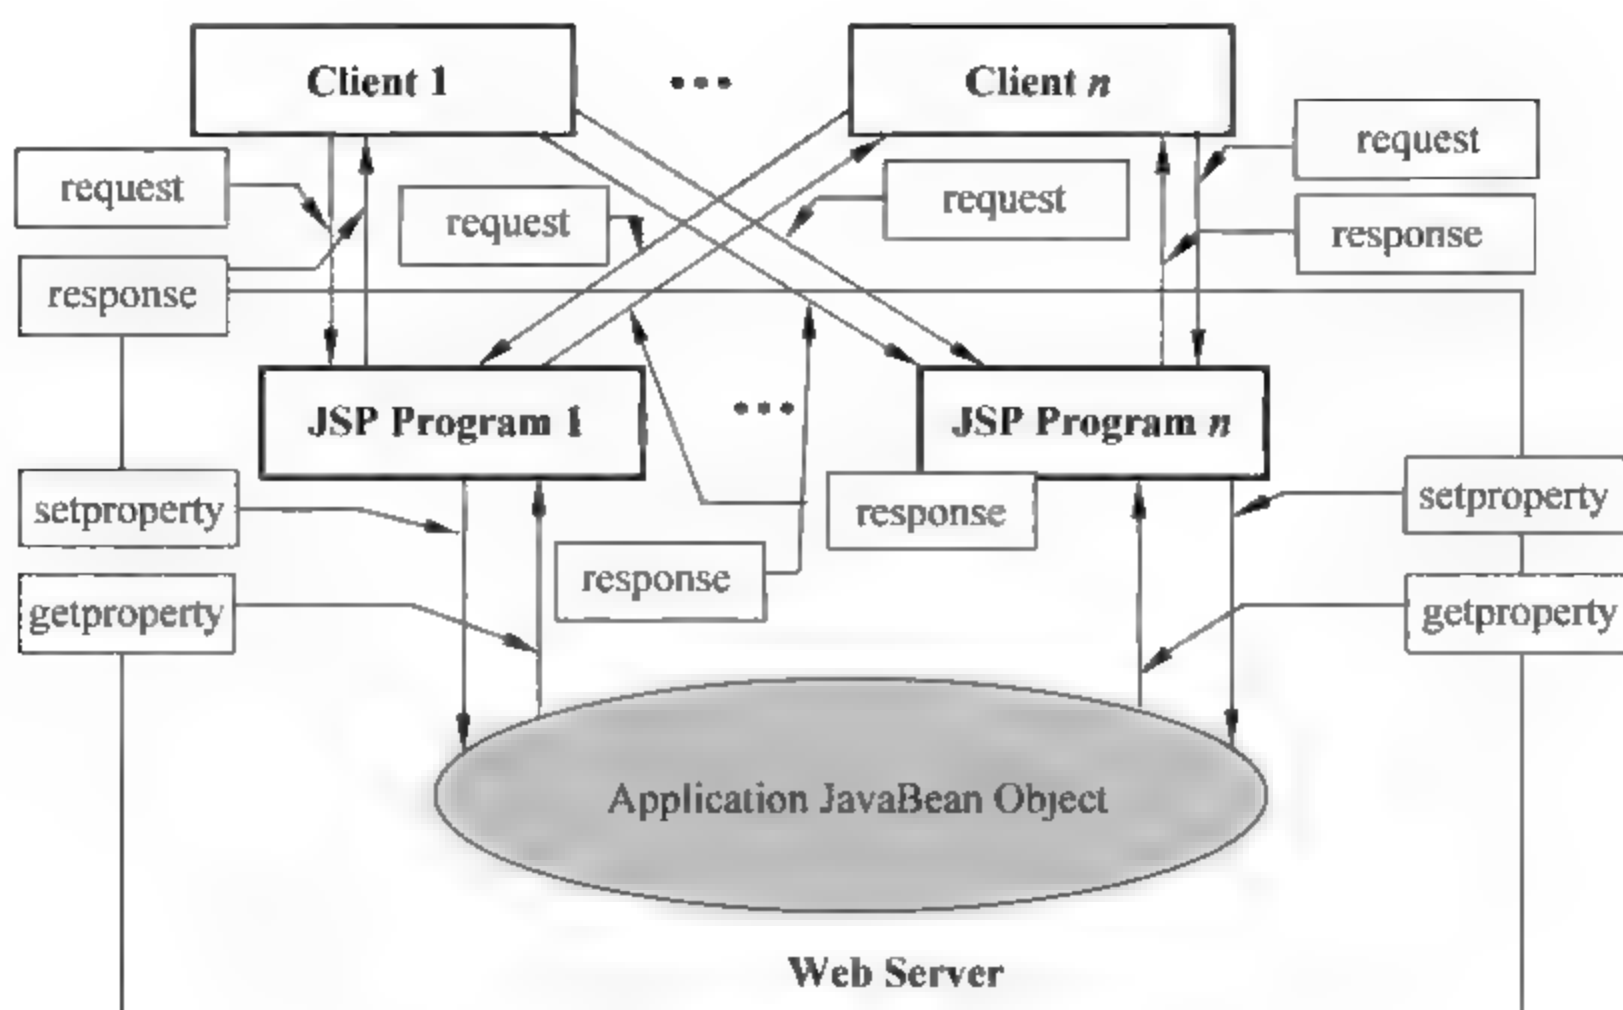 Client 1
•••
Client n
request
request
request
request
response
response
JSP Program 1
•••
JSP Program n
setproperty
setproperty
response
response
getproperty
getproperty
Application JavaBean Object
Web Server